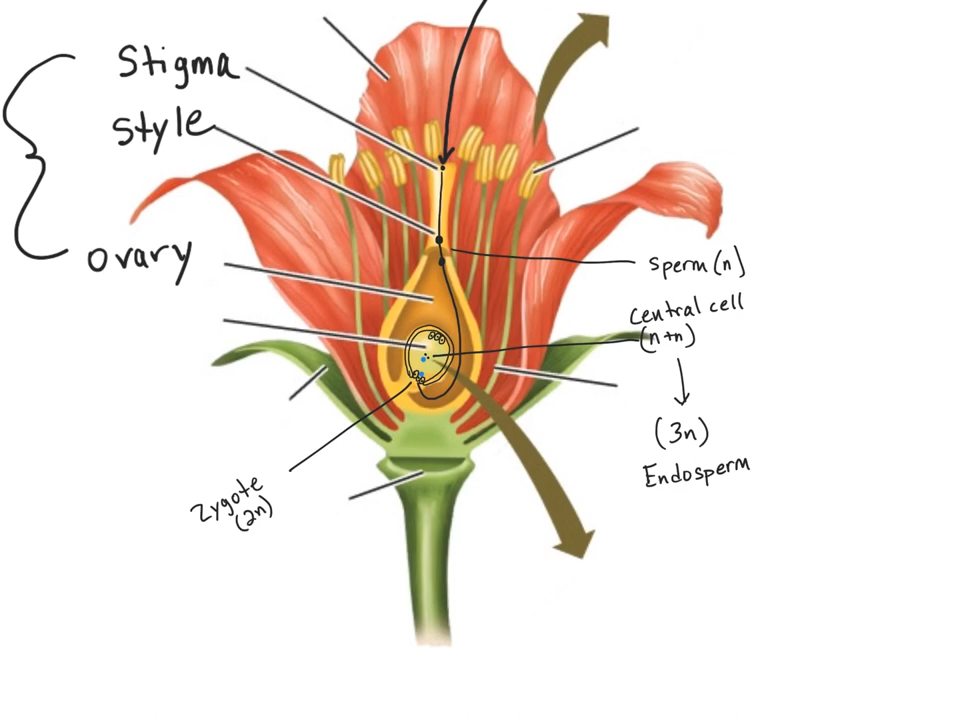 Stigma
Style
ovary
sperm (n)
central cell
(n+n)
(3n)
Endosperm
Zygote
(2n)